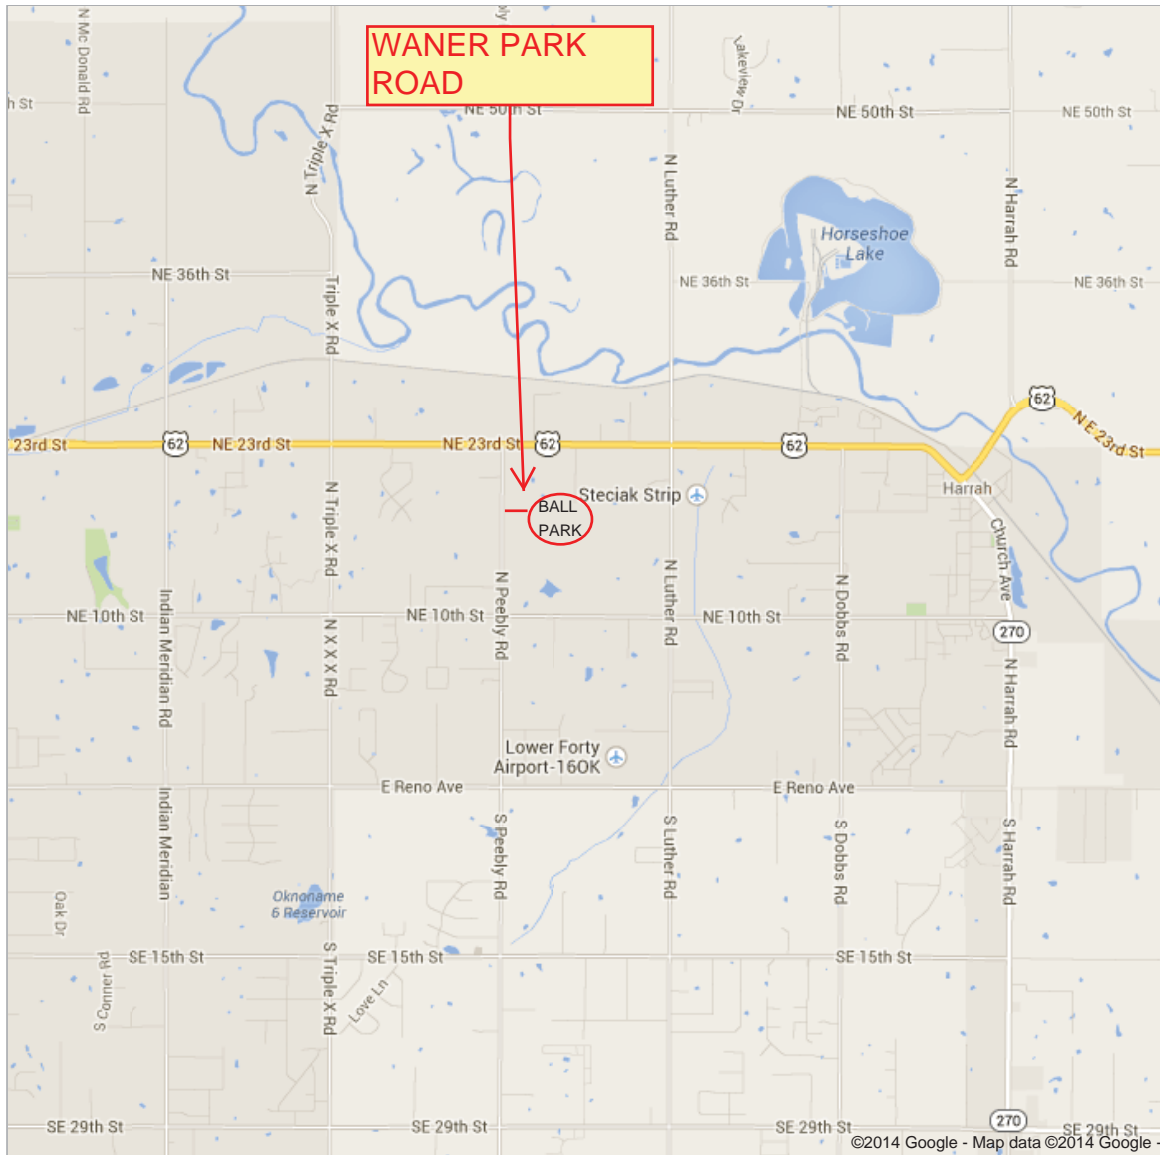 N Mc Donald Rd
bly
WANER PARK
ROAD
Lakeview Dr
h St
NE 50th St
NE 50th St
NE 50th St
N Triple X Rd
N Luther Rd
N Harrah Rd
Horseshoe
Lake
NE 36th St
NE 36th St
NE 36th St
Triple X Rd
62
23rd St
62
NE 23rd St
NE 23rd St
62
62
N E 23rd St
Harrah
Steciak Strip
BALL
PARK
N Triple X Rd
Church Ave
N Peebly Rd
N Luther Rd
N Dobbs Rd
Indian Meridian Rd
NE 10th St
NE 10th St
NE 10th St
N X X X Rd
270
N Harrah Rd
Lower Forty
Airport-16OK
E Reno Ave
E Reno Ave
Indian Meridian
S Peebly Rd
S Luther Rd
S Dobbs Rd
S Harrah Rd
Oak Dr
Oknoname
6 Reservoir
SE 15th St
SE 15th St
SE 15th St
S Conner Rd
S Triple X Rd
Love Ln
SE 29th St
SE 29th St
270
SE 29th St
©2014 Google - Map data ©2014 Google -